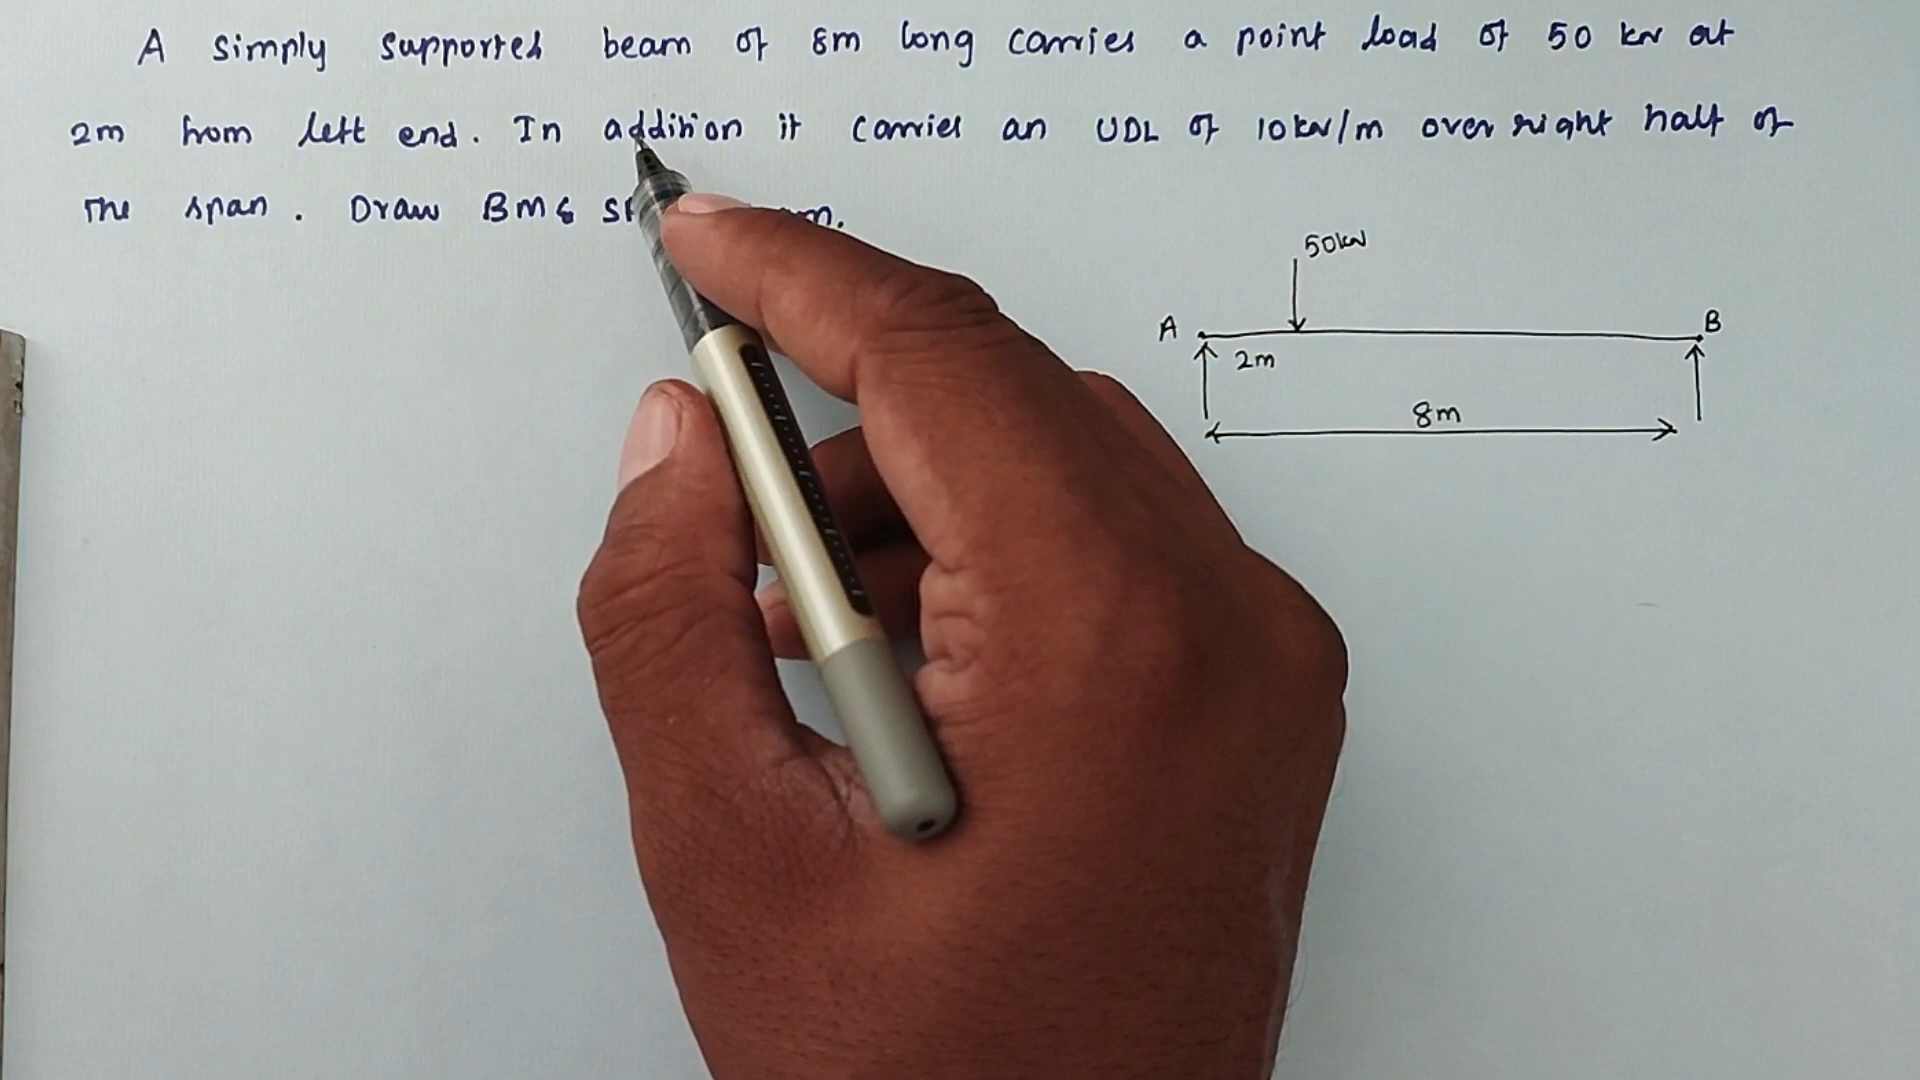 A simply supported beam of 8m long carries a point load of 50 kN at
2m from left end. In addition it carries an UDL of 10kN/m over right half of
The span. Draw BM &
50kN
A
B
2m
8m